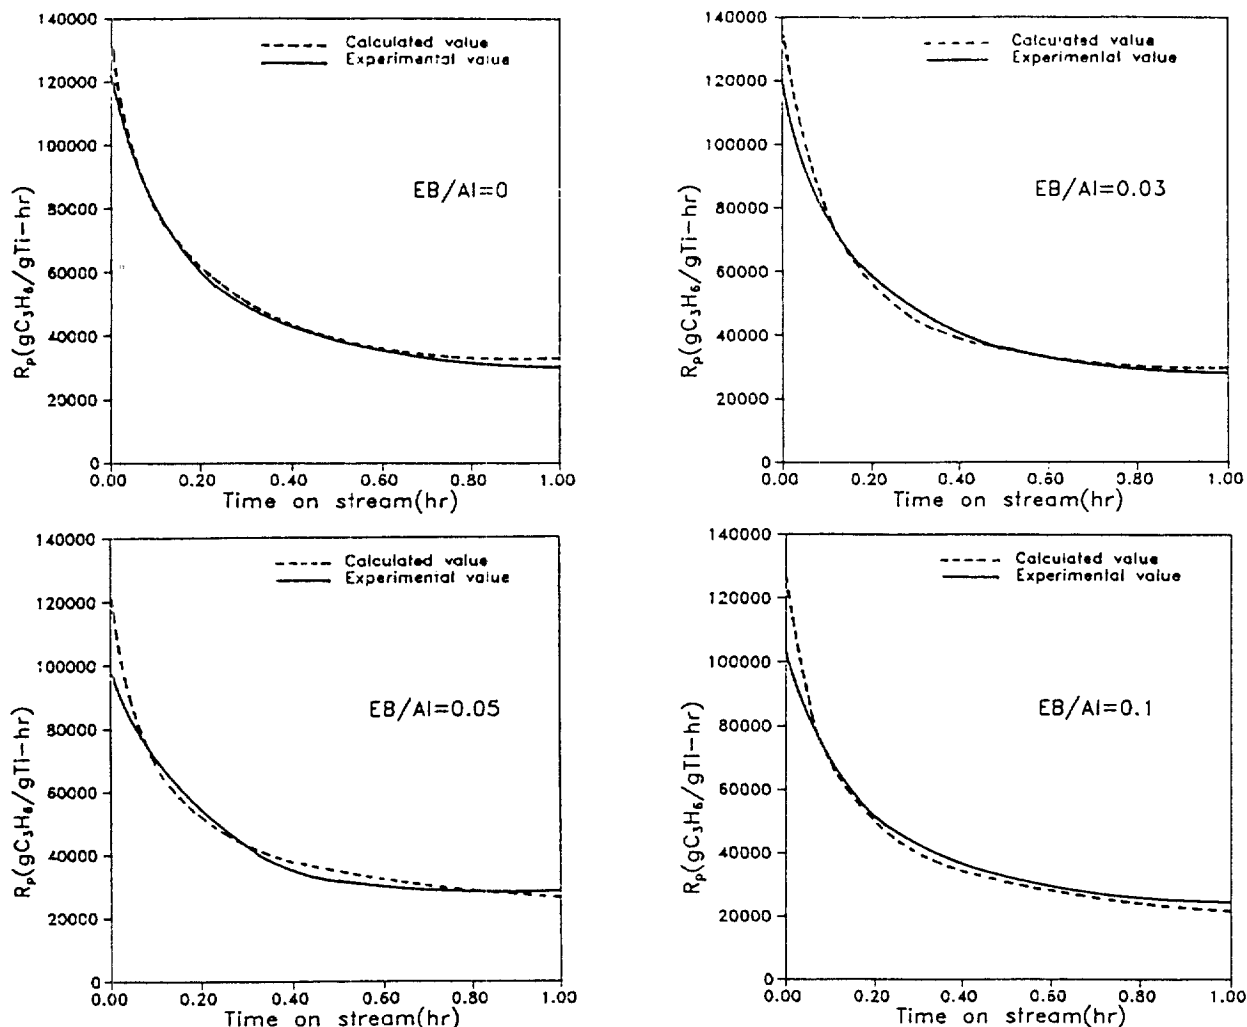 140000
120000
100000
80000
60000
40000
20000
0
Calculated value
Experimental value
EB/Al=0
Rp(gC3H6/gTi-hr)
0.00 0.20 0.40 0.60 0.80 1.00
Time on stream(hr)
140000
120000
100000
80000
60000
40000
20000
0
Calculated value
Experimental value
EB/Al=0.03
Rp(gC3H6/gTi-hr)
0.00 0.20 0.40 0.60 0.80 1.00
Time on stream(hr)
140000
120000
100000
80000
60000
40000
20000
0
Calculated value
Experimental value
EB/Al=0.05
Rp(gC3H6/gTi-hr)
0.00 0.20 0.40 0.60 0.80 1.00
Time on stream(hr)
140000
120000
100000
80000
60000
40000
20000
0
Calculated value
Experimental value
EB/Al=0.1
Rp(gC3H6/gTi-hr)
0.00 0.20 0.40 0.60 0.80 1.00
Time on stream(hr)